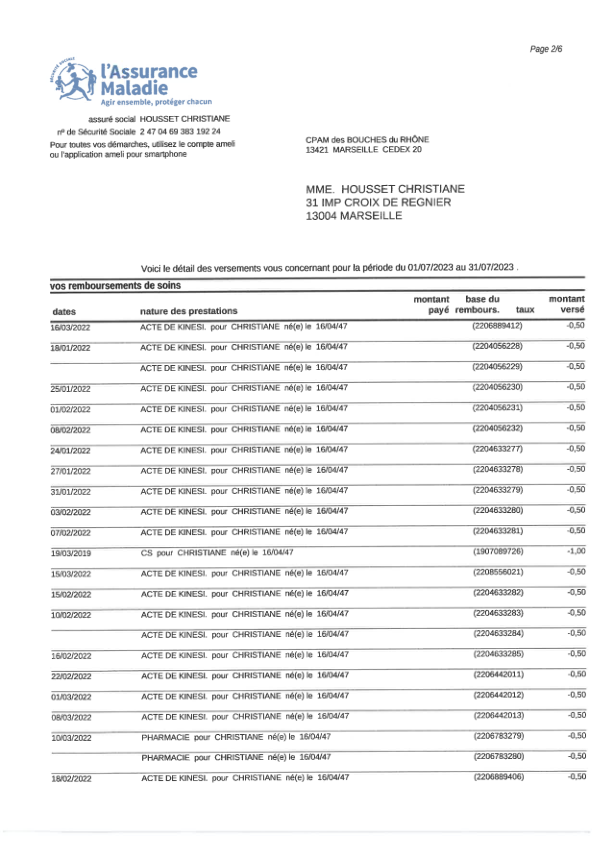 Page 2/6
SÉCURITÉ SOCIALE
l'Assurance
Maladie
Agir ensemble, protéger chacun
assuré social HOUSSET CHRISTIANE
nº de Sécurité Sociale 2 47 04 69 383 192 24
Pour toutes vos démarches, utilisez le compte ameli
ou l'application ameli pour smartphone
CPAM des BOUCHES du RHÔNE
13421 MARSEILLE CEDEX 20
MME. HOUSSET CHRISTIANE
31 IMP CROIX DE REGNIER
13004 MARSEILLE
Voici le détail des versements vous concernant pour la période du 01/07/2023 au 31/07/2023 .
vos remboursements de soins
dates nature des prestations montant payé base du rembours. taux montant versé
16/03/2022 ACTE DE KINESI. pour CHRISTIANE né(e) le 16/04/47 (2206889412) -0,50
18/01/2022 ACTE DE KINESI. pour CHRISTIANE né(e) le 16/04/47 (2204056228) -0,50
ACTE DE KINESI. pour CHRISTIANE né(e) le 16/04/47 (2204056229) -0,50
25/01/2022 ACTE DE KINESI. pour CHRISTIANE né(e) le 16/04/47 (2204056230) -0,50
01/02/2022 ACTE DE KINESI. pour CHRISTIANE né(e) le 16/04/47 (2204056231) -0,50
08/02/2022 ACTE DE KINESI. pour CHRISTIANE né(e) le 16/04/47 (2204056232) -0,50
24/01/2022 ACTE DE KINESI. pour CHRISTIANE né(e) le 16/04/47 (2204633277) -0,50
27/01/2022 ACTE DE KINESI. pour CHRISTIANE né(e) le 16/04/47 (2204633278) -0,50
31/01/2022 ACTE DE KINESI. pour CHRISTIANE né(e) le 16/04/47 (2204633279) -0,50
03/02/2022 ACTE DE KINESI. pour CHRISTIANE né(e) le 16/04/47 (2204633280) -0,50
07/02/2022 ACTE DE KINESI. pour CHRISTIANE né(e) le 16/04/47 (2204633281) -0,50
19/03/2019 CS pour CHRISTIANE né(e) le 16/04/47 (1907089726) -1,00
15/03/2022 ACTE DE KINESI. pour CHRISTIANE né(e) le 16/04/47 (2208556021) -0,50
15/02/2022 ACTE DE KINESI. pour CHRISTIANE né(e) le 16/04/47 (2204633282) -0,50
10/02/2022 ACTE DE KINESI. pour CHRISTIANE né(e) le 16/04/47 (2204633283) -0,50
ACTE DE KINESI. pour CHRISTIANE né(e) le 16/04/47 (2204633284) -0,50
16/02/2022 ACTE DE KINESI. pour CHRISTIANE né(e) le 16/04/47 (2204633285) -0,50
22/02/2022 ACTE DE KINESI. pour CHRISTIANE né(e) le 16/04/47 (2206442011) -0,50
01/03/2022 ACTE DE KINESI. pour CHRISTIANE né(e) le 16/04/47 (2206442012) -0,50
08/03/2022 ACTE DE KINESI. pour CHRISTIANE né(e) le 16/04/47 (2206442013) -0,50
10/03/2022 PHARMACIE pour CHRISTIANE né(e) le 16/04/47 (2206783279) -0,50
PHARMACIE pour CHRISTIANE né(e) le 16/04/47 (2206783280) -0,50
18/02/2022 ACTE DE KINESI. pour CHRISTIANE né(e) le 16/04/47 (2206889406) -0,50